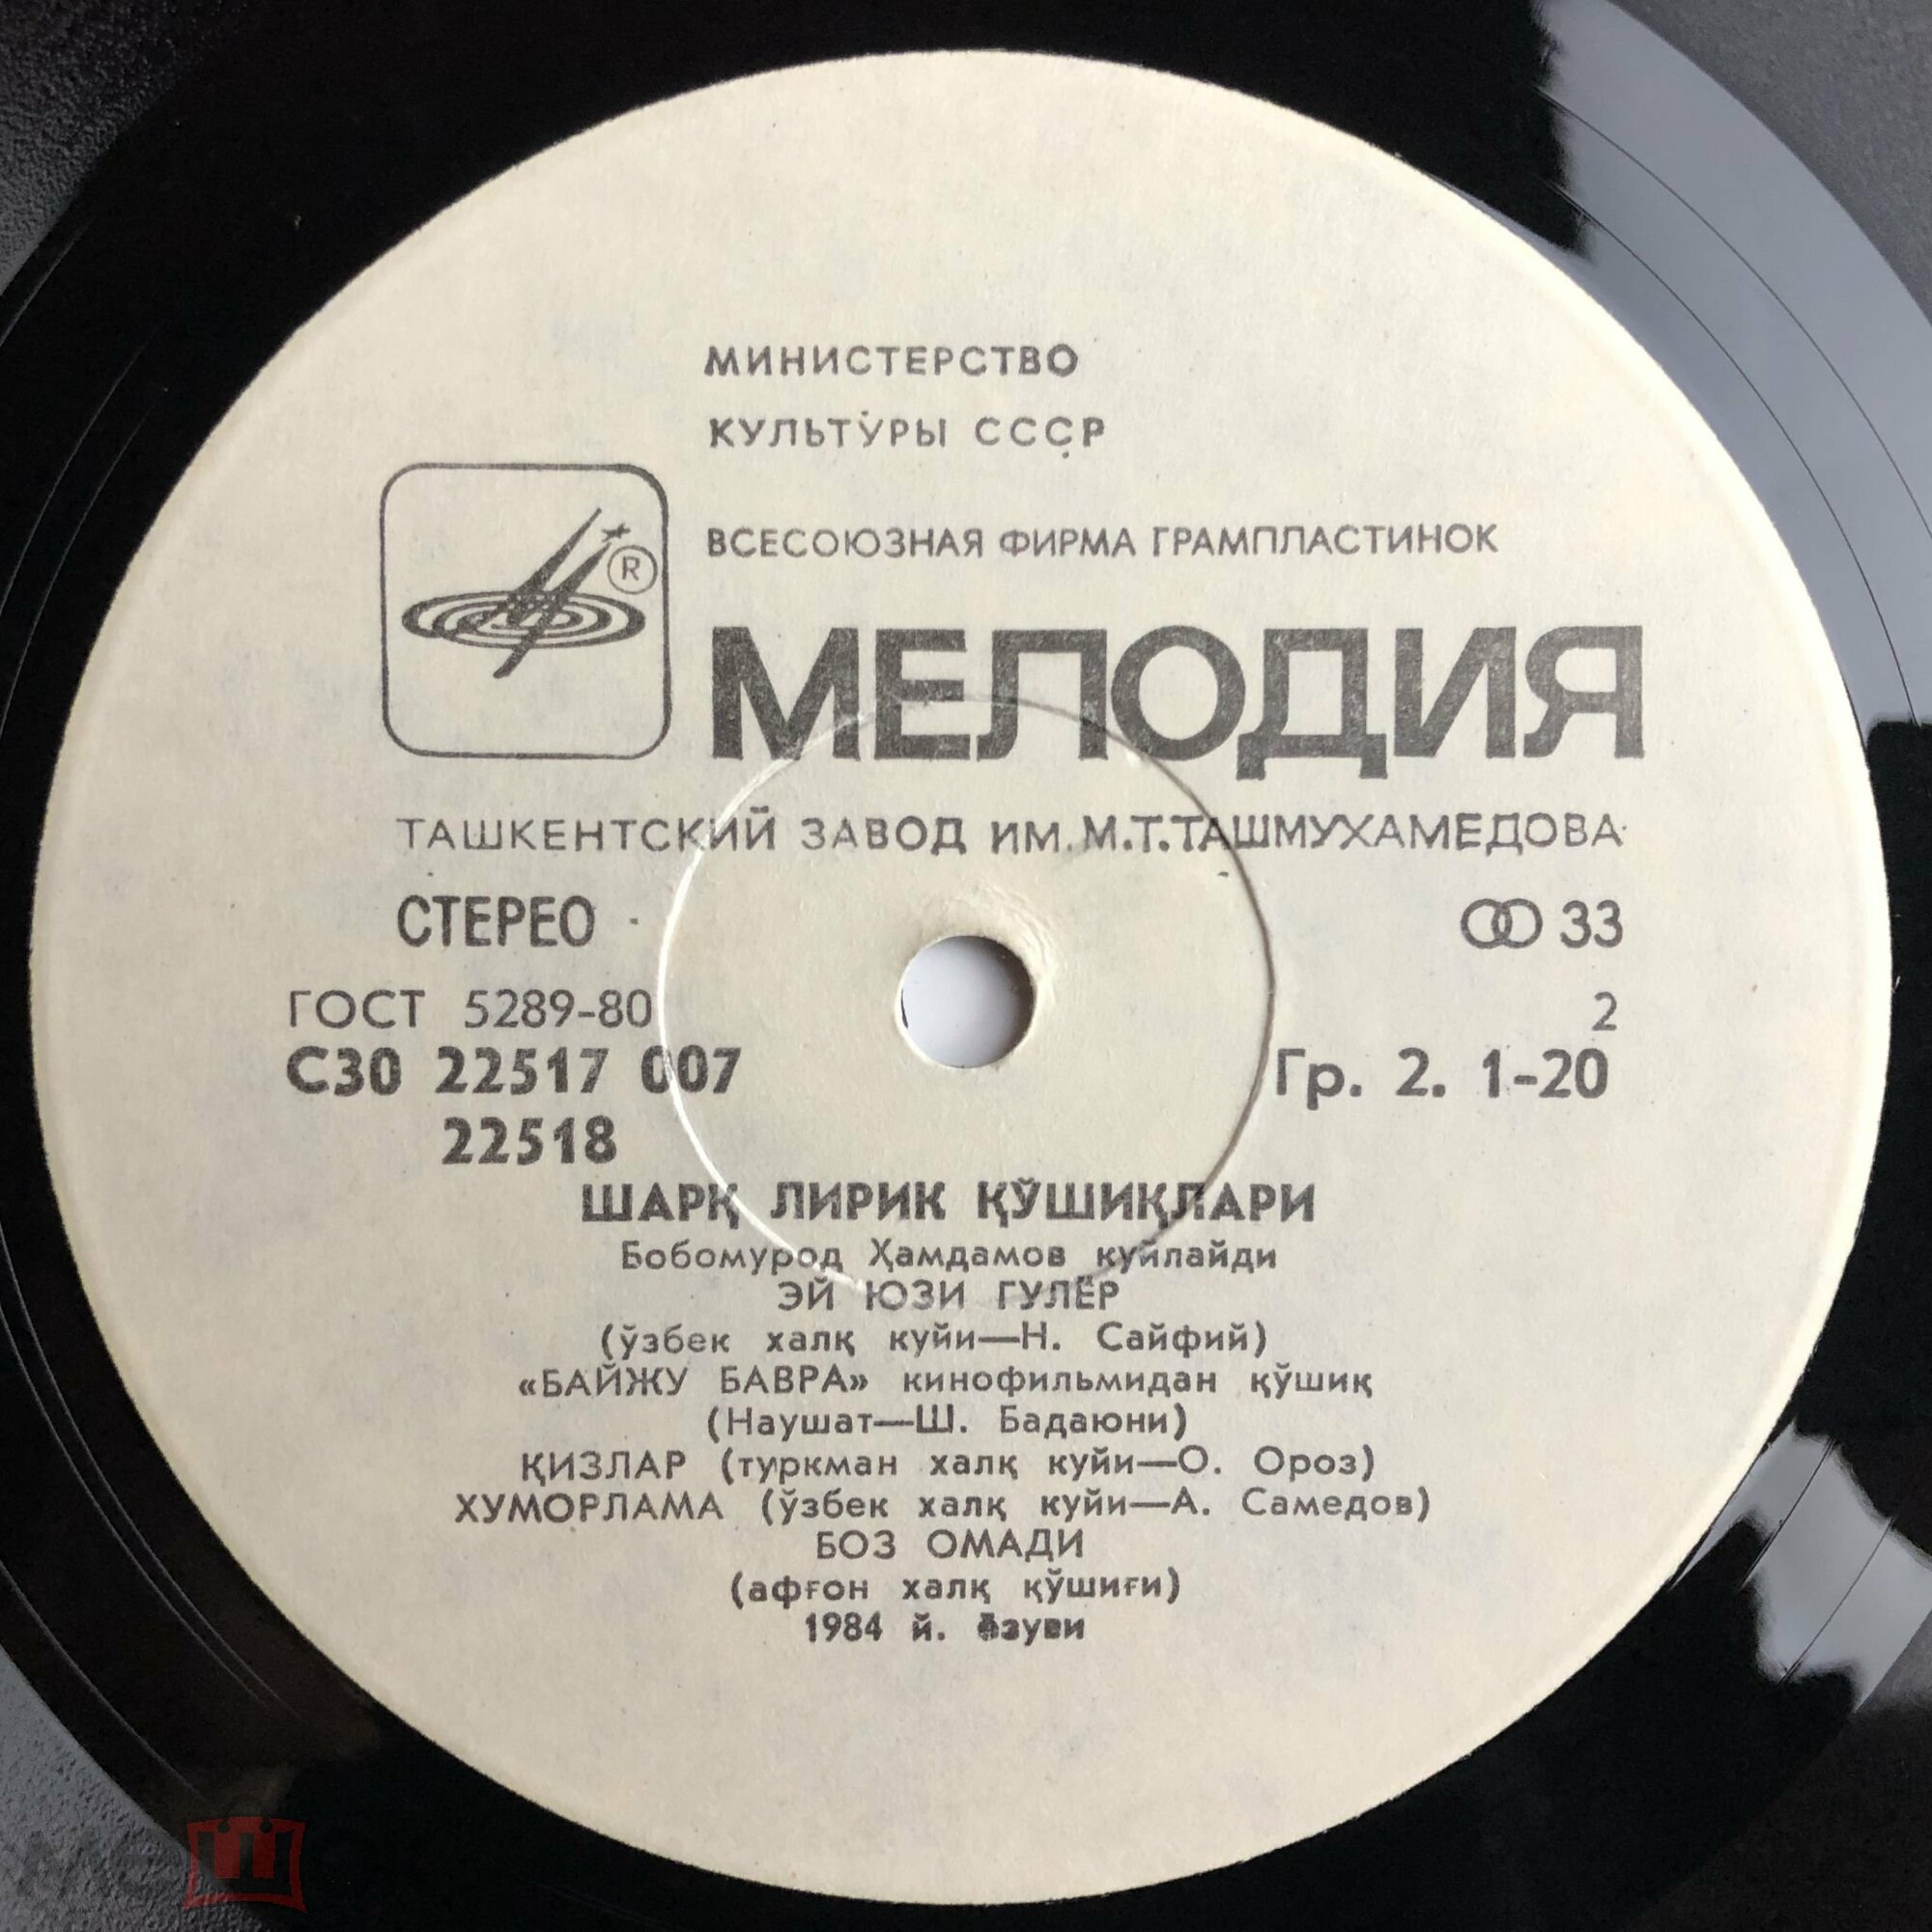 МИНИСТЕРСТВО
КУЛЬТУРЫ СССР
ВСЕСОЮЗНАЯ ФИРМА ГРАМПЛАСТИНОК
®
МЕЛОДИЯ
ТАШКЕНТСКИЙ ЗАВОД ИМ. М.Т.ТАШМУХАМЕДОВА
СТЕРЕО 33
ГОСТ 5289-80 2
С30 22517 007 Гр. 2. 1-20
22518
ШАРҚ ЛИРИК ҚЎШИҚЛАРИ
Бобомурод Ҳамдамов куйлайди
ЭЙ ЮЗИ ГУЛЁР
(ўзбек халқ куйи—Н. Сайфий)
«БАЙЖУ БАВРА» кинофильмидан қўшиқ
(Наушат—Ш. Бадаюни)
ҚИЗЛАР (туркман халқ куйи—О. Ороз)
ХУМОРЛАМА (ўзбек халқ куйи—А. Самедов)
БОЗ ОМАДИ
(афғон халқ қўшиғи)
1984 й. ёзуви